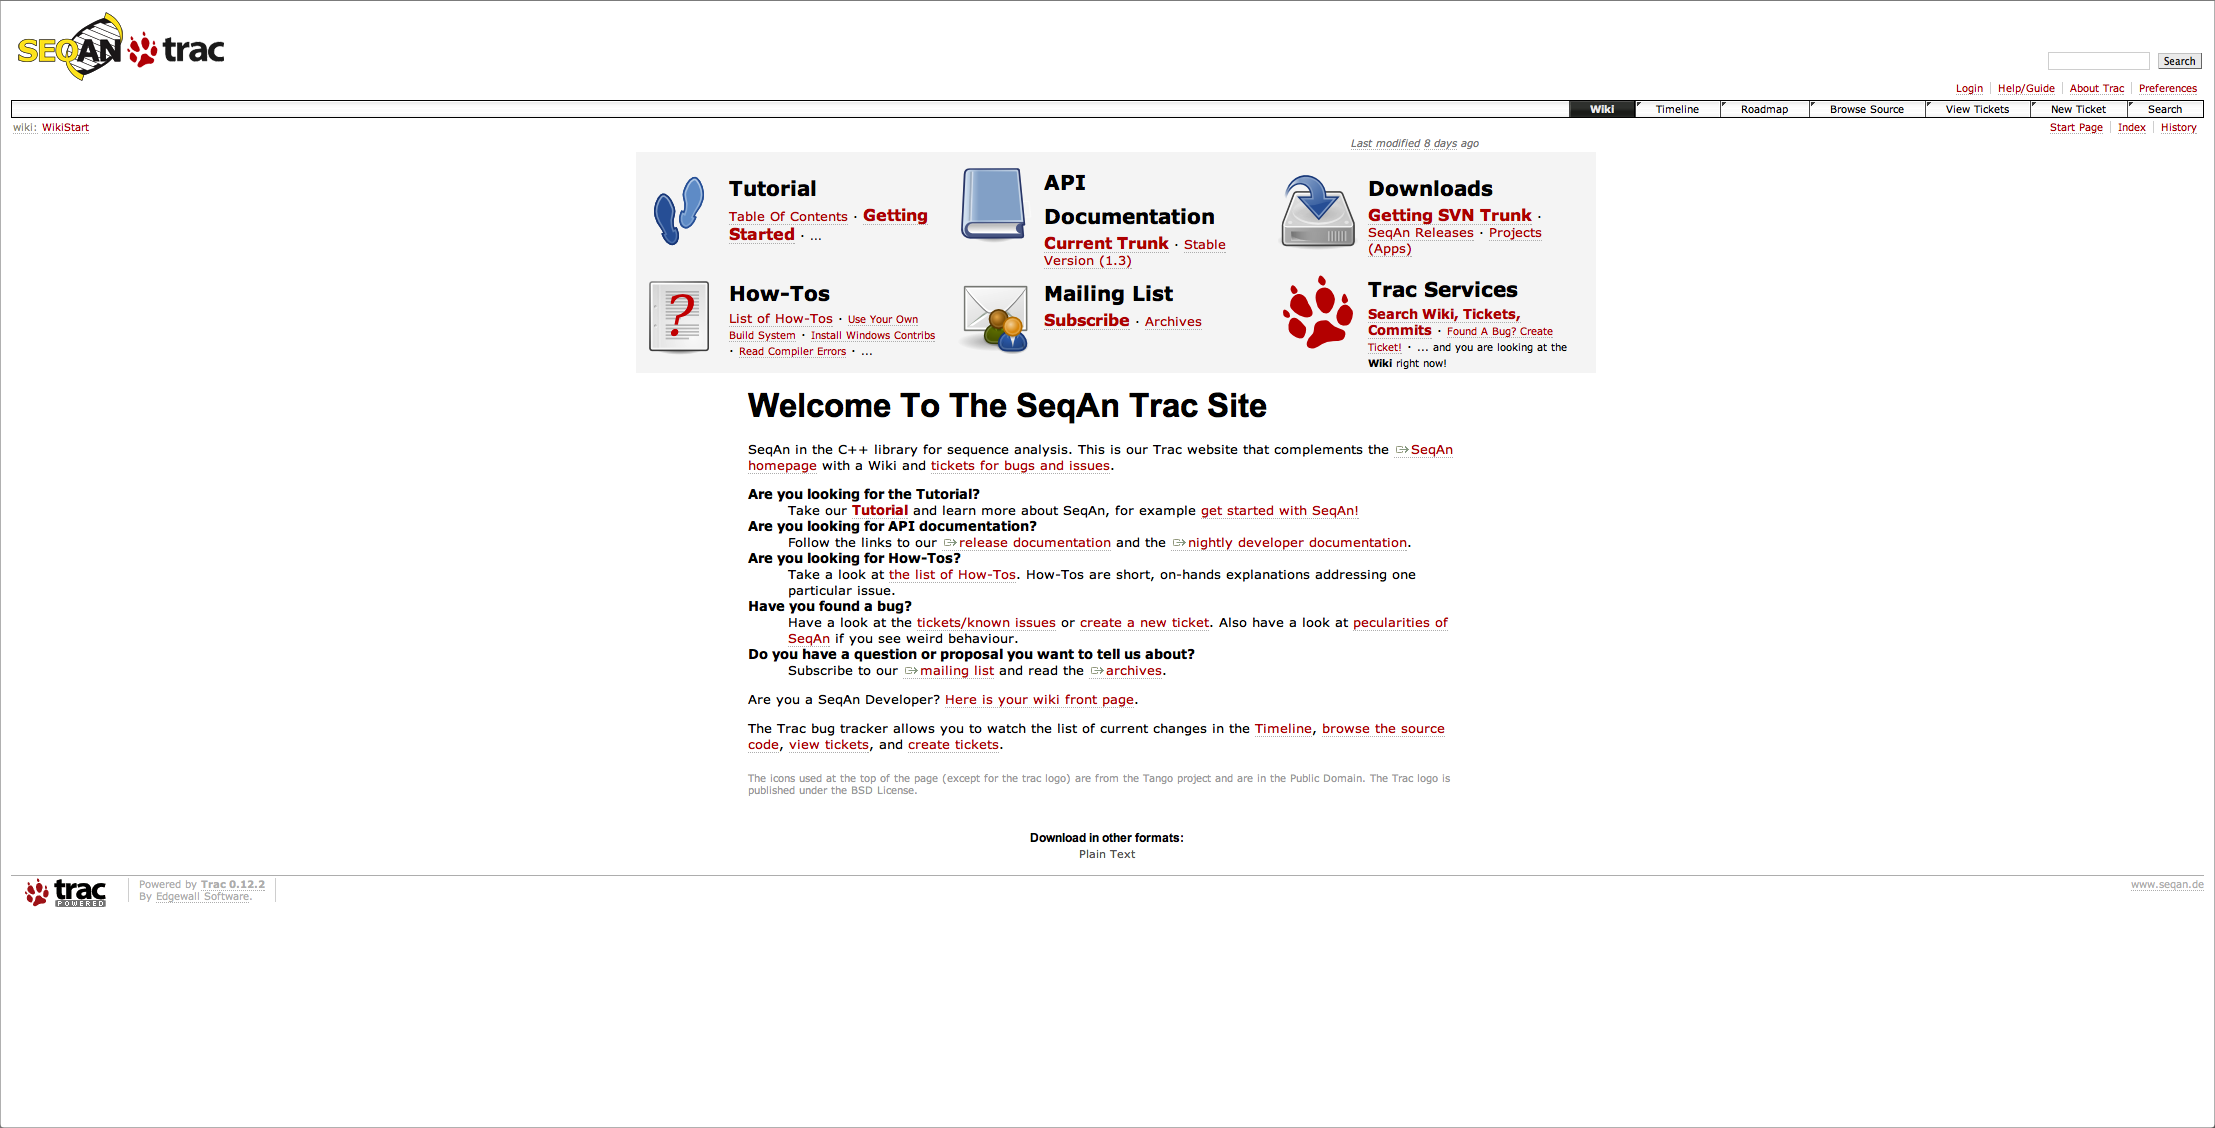 SEQAN trac
Search
Login Help/Guide About Trac Preferences
Wiki Timeline Roadmap Browse Source View Tickets New Ticket Search
wiki: WikiStart
Start Page Index History
Last modified 8 days ago
Tutorial
Table Of Contents · Getting
Started · ...
API
Documentation
Current Trunk · Stable
Version (1.3)
Downloads
Getting SVN Trunk ·
SeqAn Releases · Projects
(Apps)
How-Tos
List of How-Tos · Use Your Own
Build System · Install Windows Contribs
· Read Compiler Errors · ...
Mailing List
Subscribe · Archives
Trac Services
Search Wiki, Tickets,
Commits · Found A Bug? Create
Ticket! · ... and you are looking at the
Wiki right now!
?
Welcome To The SeqAn Trac Site
SeqAn in the C++ library for sequence analysis. This is our Trac website that complements the SeqAn
homepage with a Wiki and tickets for bugs and issues.
Are you looking for the Tutorial?
Take our Tutorial and learn more about SeqAn, for example get started with SeqAn!
Are you looking for API documentation?
Follow the links to our release documentation and the nightly developer documentation.
Are you looking for How-Tos?
Take a look at the list of How-Tos. How-Tos are short, on-hands explanations addressing one
particular issue.
Have you found a bug?
Have a look at the tickets/known issues or create a new ticket. Also have a look at pecularities of
SeqAn if you see weird behaviour.
Do you have a question or proposal you want to tell us about?
Subscribe to our mailing list and read the archives.
Are you a SeqAn Developer? Here is your wiki front page.
The Trac bug tracker allows you to watch the list of current changes in the Timeline, browse the source
code, view tickets, and create tickets.
The icons used at the top of the page (except for the trac logo) are from the Tango project and are in the Public Domain. The Trac logo is
published under the BSD License.
Download in other formats:
Plain Text
trac
POWERED
Powered by Trac 0.12.2
By Edgewall Software.
www.seqan.de